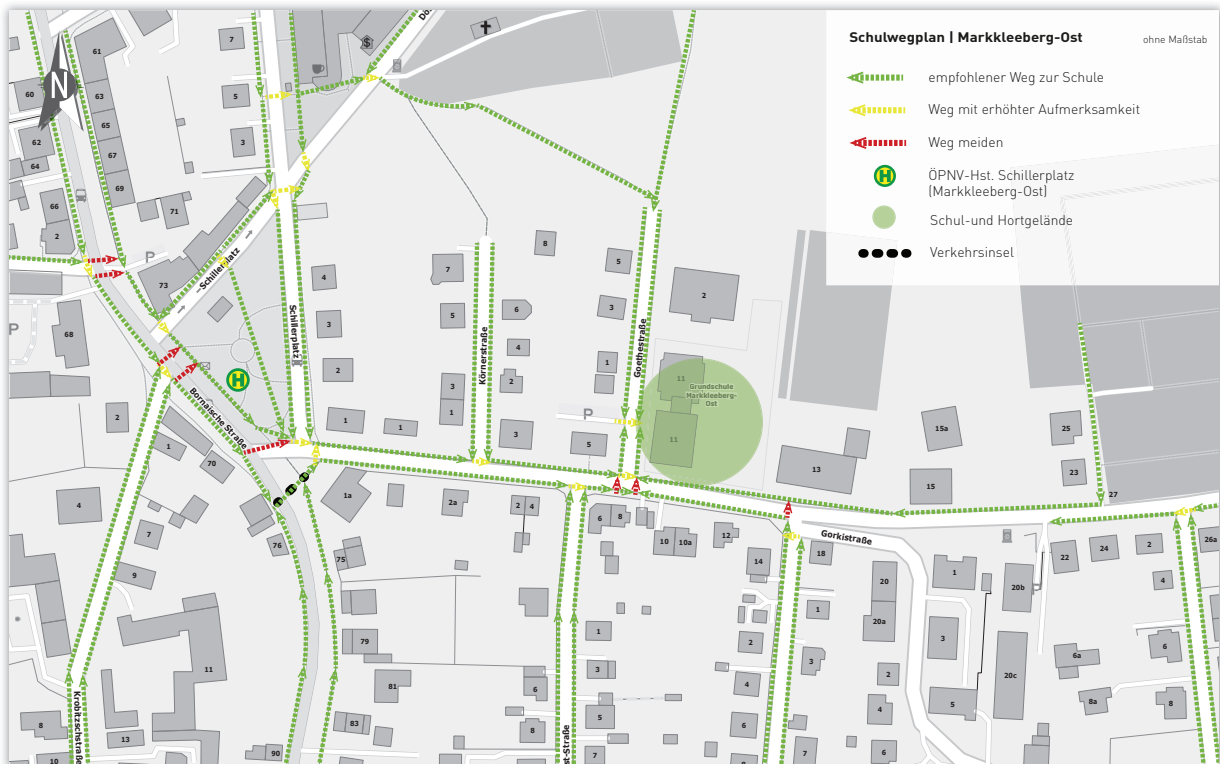 Schulwegplan | Markkleeberg-Ost
ohne Maßstab
empfohlener Weg zur Schule
Weg mit erhöhter Aufmerksamkeit
Weg meiden
H
ÖPNV-Hst. Schillerplatz
[Markkleeberg-Ost]
Schul-und Hortgelände
Verkehrsinsel
N
Dö
$
7
61
5
60
63
65
62
3
67
64
69
66
71
2
P
73
Schillerplatz
Schillerplatz
4
3
2
68
P
H
Bornaische Straße
2
1
70
4
7
9
11
8
13
10
Krobitzschstraße
1
1
1a
76
75
79
81
83
90
7
5
3
1
Körnerstraße
8
6
4
2
3
5
3
1
P
5
Goethestraße
2
11
11
Grundschule
Markkleeberg-
Ost
13
15a
15
25
23
27
2a
2
4
6
8
10
10a
12
14
Gorkistraße
18
20
20a
1
20b
P
22
24
2
26a
4
1
3
5
7
6
8
st-Straße
2
4
6
8
1
3
7
2
4
6
3
5
20c
6a
8a
6
8